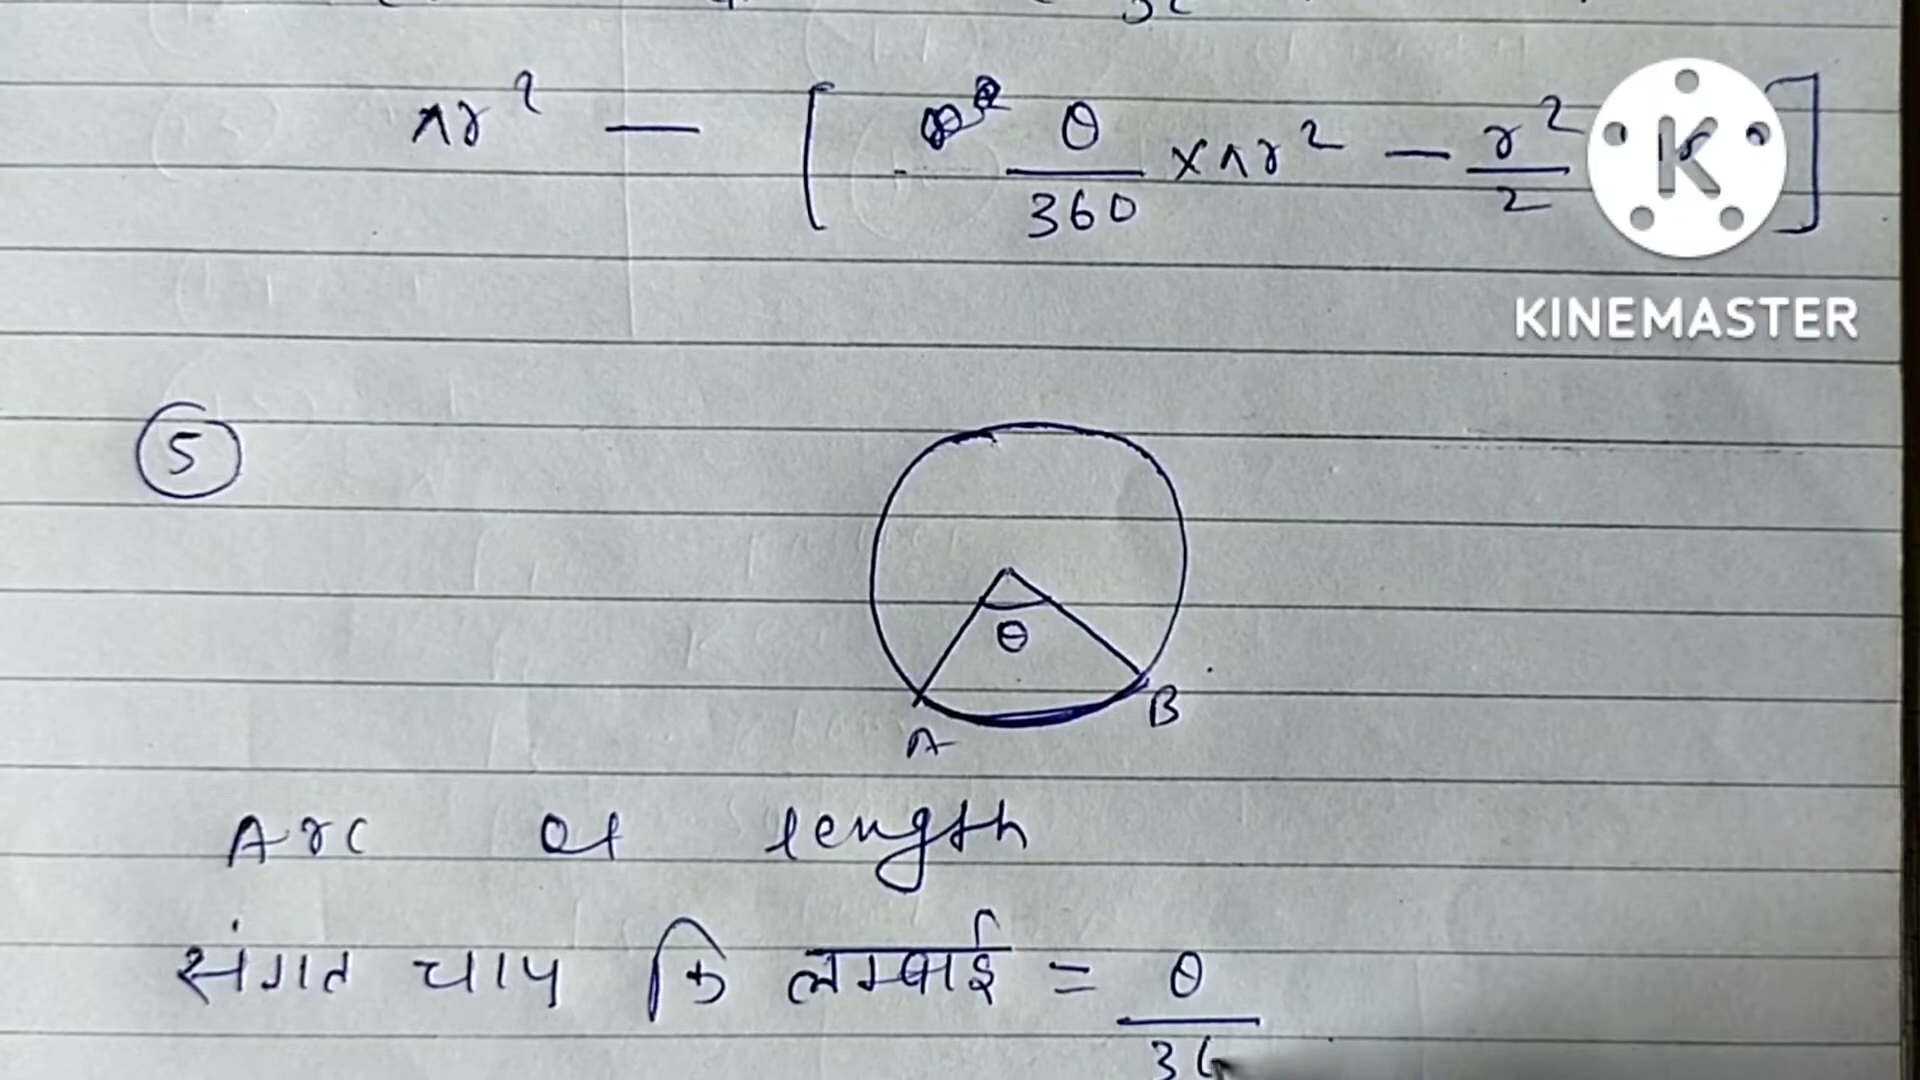 πr² — [ θ/360 × πr² — r²/2 ]
KINEMASTER
5
θ
A B
Arc of length
संगत चाप कि लम्बाई = θ/36